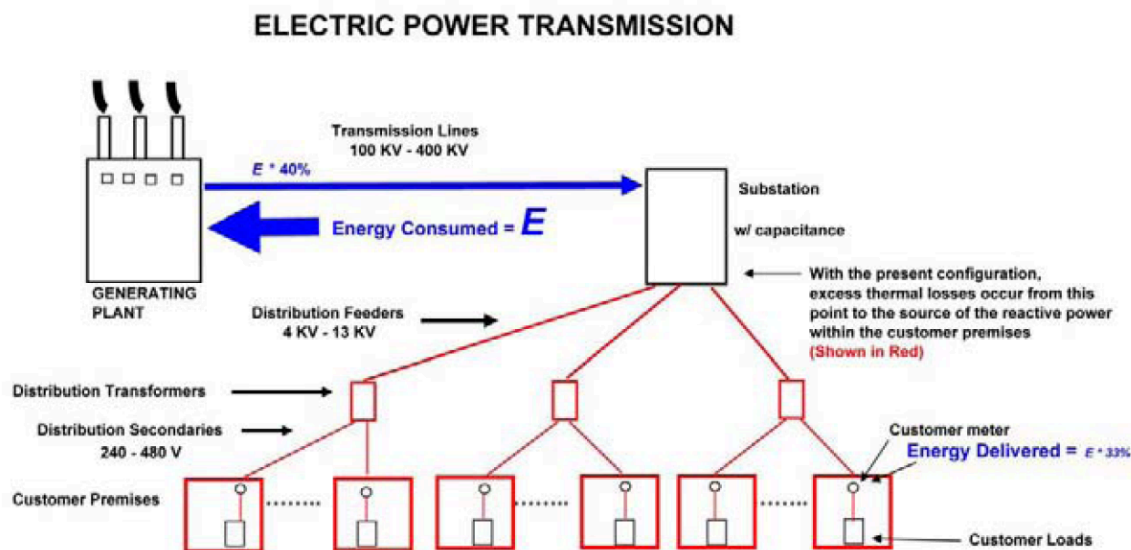 ELECTRIC POWER TRANSMISSION
Transmission Lines
100 KV - 400 KV
E * 40%
Energy Consumed = E
Substation
w/ capacitance
GENERATING
PLANT
With the present configuration,
excess thermal losses occur from this
point to the source of the reactive power
within the customer premises
(Shown in Red)
Distribution Feeders
4 KV - 13 KV
Distribution Transformers
Distribution Secondaries
240 - 480 V
Customer meter
Energy Delivered = E * 33%
Customer Premises
Customer Loads